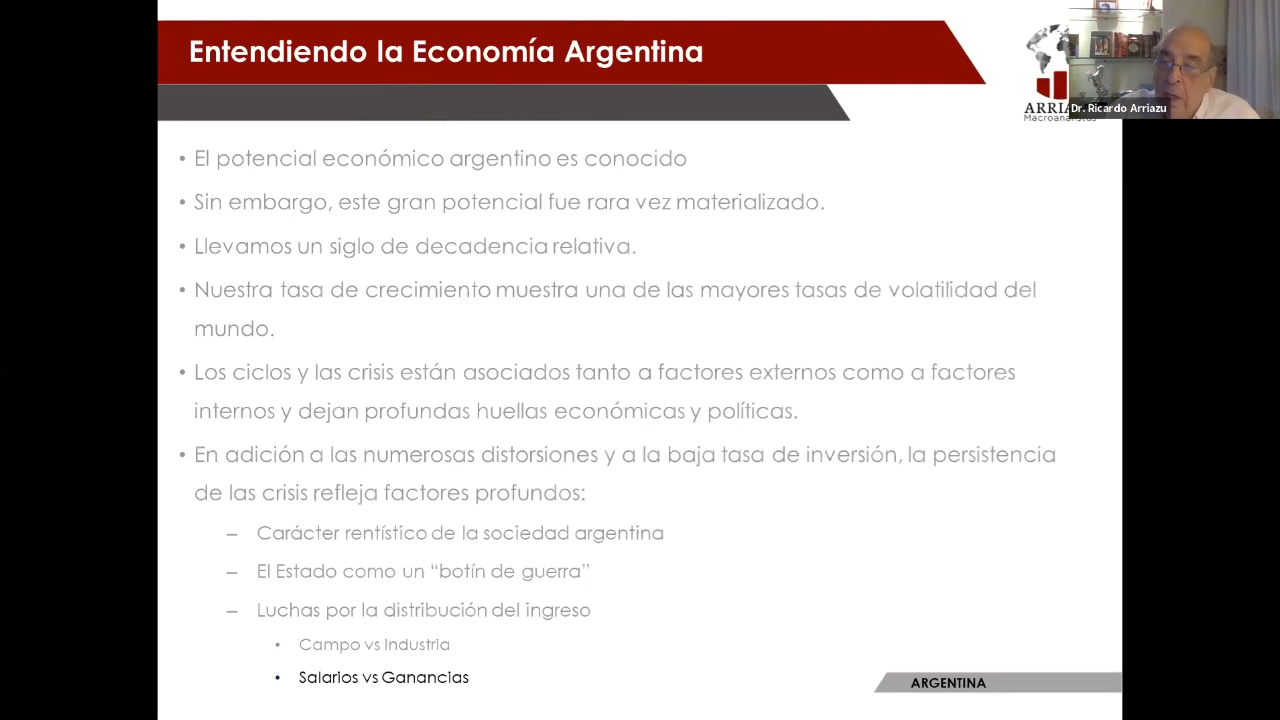 Entendiendo la Economía Argentina
ARRIA
Macroanalistas
Dr. Ricardo Arriazu
• El potencial económico argentino es conocido
• Sin embargo, este gran potencial fue rara vez materializado.
• Llevamos un siglo de decadencia relativa.
• Nuestra tasa de crecimiento muestra una de las mayores tasas de volatilidad del
mundo.
• Los ciclos y las crisis están asociados tanto a factores externos como a factores
internos y dejan profundas huellas económicas y políticas.
• En adición a las numerosas distorsiones y a la baja tasa de inversión, la persistencia
de las crisis refleja factores profundos:
– Carácter rentístico de la sociedad argentina
– El Estado como un “botín de guerra”
– Luchas por la distribución del ingreso
• Campo vs Industria
• Salarios vs Ganancias
ARGENTINA